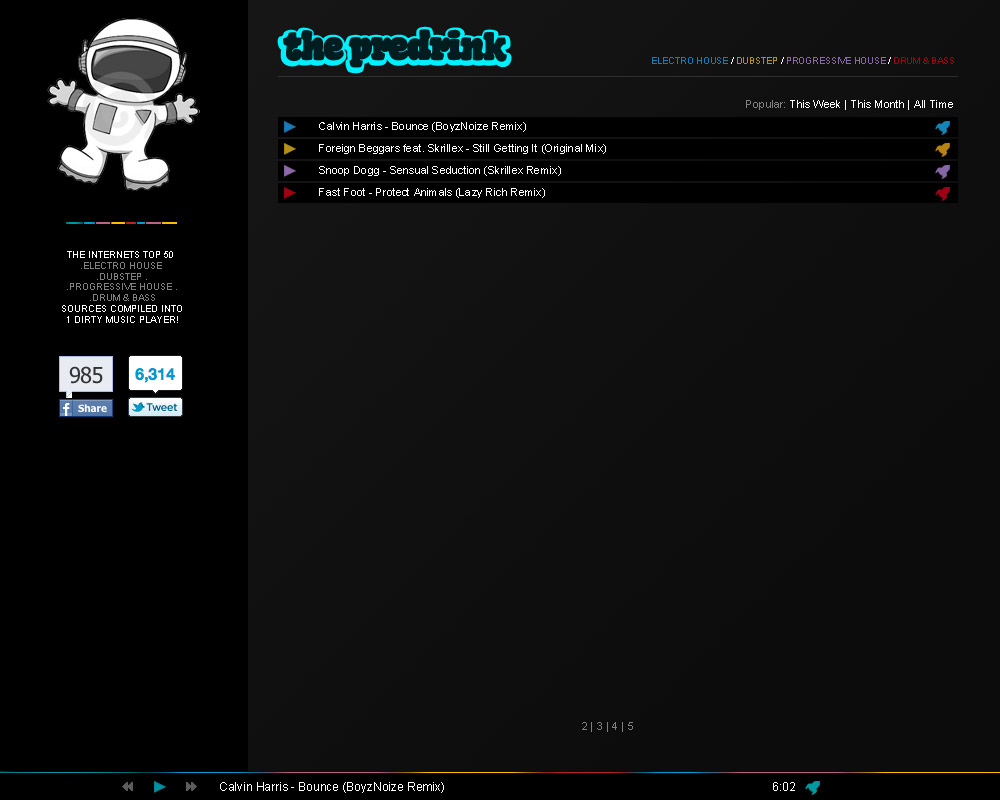 the predrink
ELECTRO HOUSE / DUBSTEP / PROGRESSIVE HOUSE / DRUM & BASS
Popular: This Week | This Month | All Time
Calvin Harris - Bounce (BoyzNoize Remix)
Foreign Beggars feat. Skrillex - Still Getting It (Original Mix)
Snoop Dogg - Sensual Seduction (Skrillex Remix)
Fast Foot - Protect Animals (Lazy Rich Remix)
THE INTERNETS TOP 50
.ELECTRO HOUSE
.DUBSTEP .
.PROGRESSIVE HOUSE .
.DRUM & BASS
SOURCES COMPILED INTO
1 DIRTY MUSIC PLAYER!
985
6,314
f Share
Tweet
2 | 3 | 4 | 5
Calvin Harris - Bounce (BoyzNoize Remix)
6:02